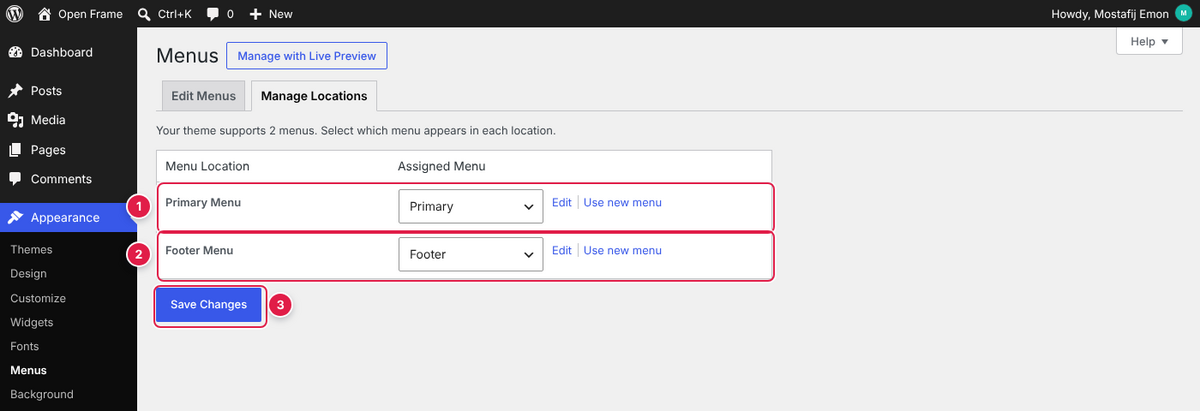 Open Frame Ctrl+K 0 New Howdy, Mostafij Emon M
Help
Dashboard
Posts
Media
Pages
Comments
Appearance
Themes
Design
Customize
Widgets
Fonts
Menus
Background
Menus Manage with Live Preview
Edit Menus Manage Locations
Your theme supports 2 menus. Select which menu appears in each location.
Menu Location Assigned Menu
1 Primary Menu Primary Edit Use new menu
2 Footer Menu Footer Edit Use new menu
Save Changes 3